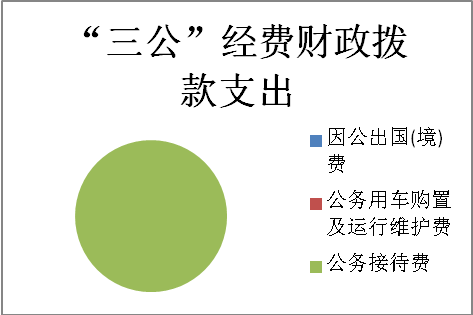 “三公”经费财政拨
款支出
因公出国(境)
费
公务用车购置
及运行维护费
公务接待费